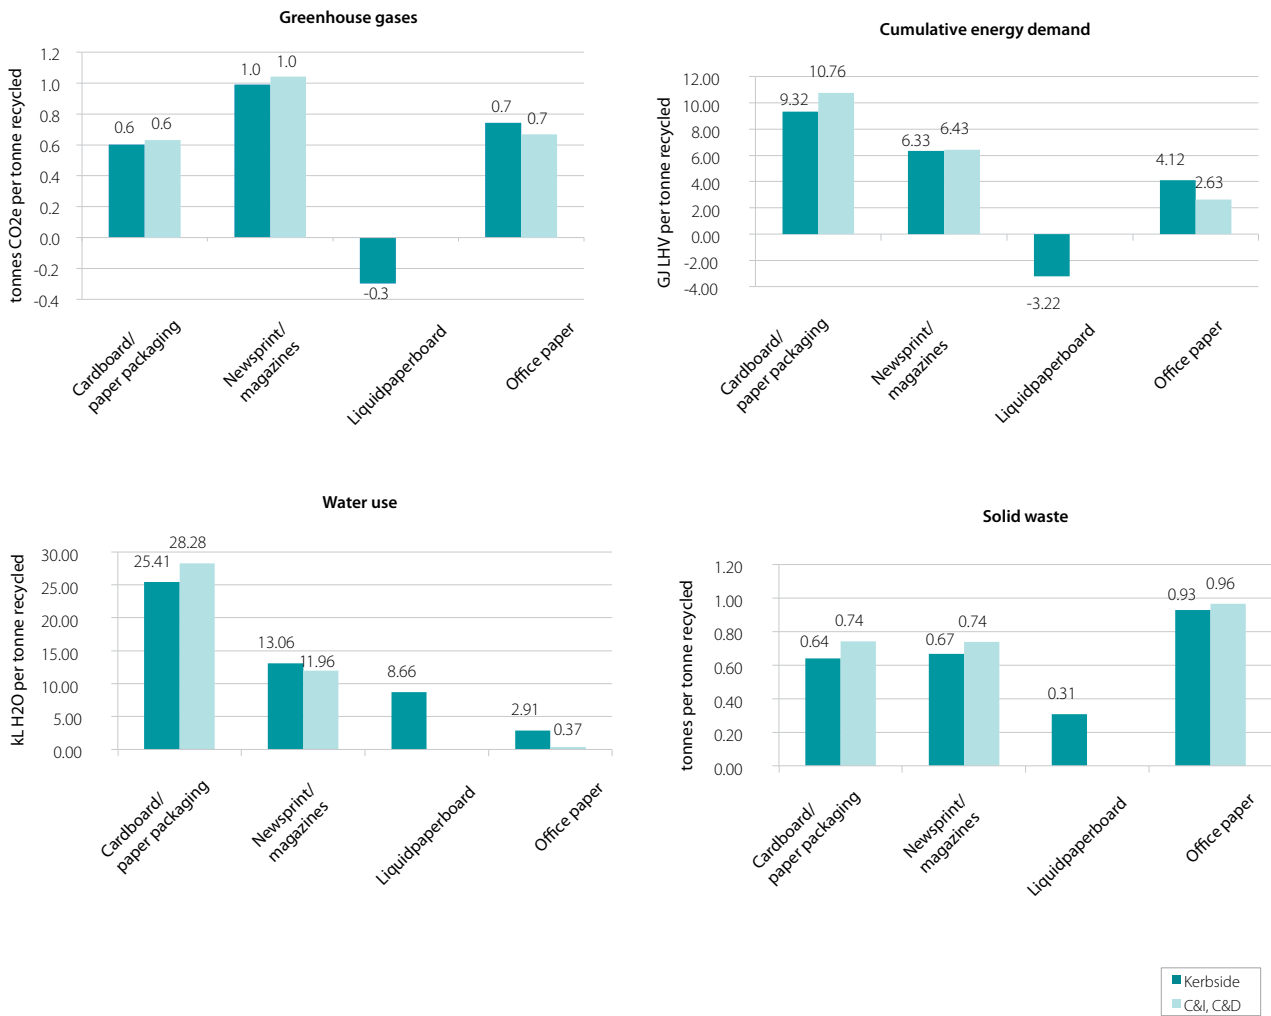 Greenhouse gases
tonnes CO2e per tonne recycled
1.2
1.0
0.8
0.6
0.4
0.2
0.0
-0.2
-0.4
0.6
0.6
1.0
1.0
-0.3
0.7
0.7
Cardboard/
paper packaging
Newsprint/
magazines
Liquidpaperboard
Office paper
Cumulative energy demand
GJ LHV per tonne recycled
12.00
10.00
8.00
6.00
4.00
2.00
0.00
-2.00
-4.00
9.32
10.76
6.33
6.43
-3.22
4.12
2.63
Cardboard/
paper packaging
Newsprint/
magazines
Liquidpaperboard
Office paper
Water use
kL H2O per tonne recycled
30.00
25.00
20.00
15.00
10.00
5.00
0.00
25.41
28.28
13.06
11.96
8.66
2.91
0.37
Cardboard/
paper packaging
Newsprint/
magazines
Liquidpaperboard
Office paper
Solid waste
tonnes per tonne recycled
1.20
1.00
0.80
0.60
0.40
0.20
0.00
0.64
0.74
0.67
0.74
0.31
0.93
0.96
Cardboard/
paper packaging
Newsprint/
magazines
Liquidpaperboard
Office paper
Kerbside
C&I, C&D